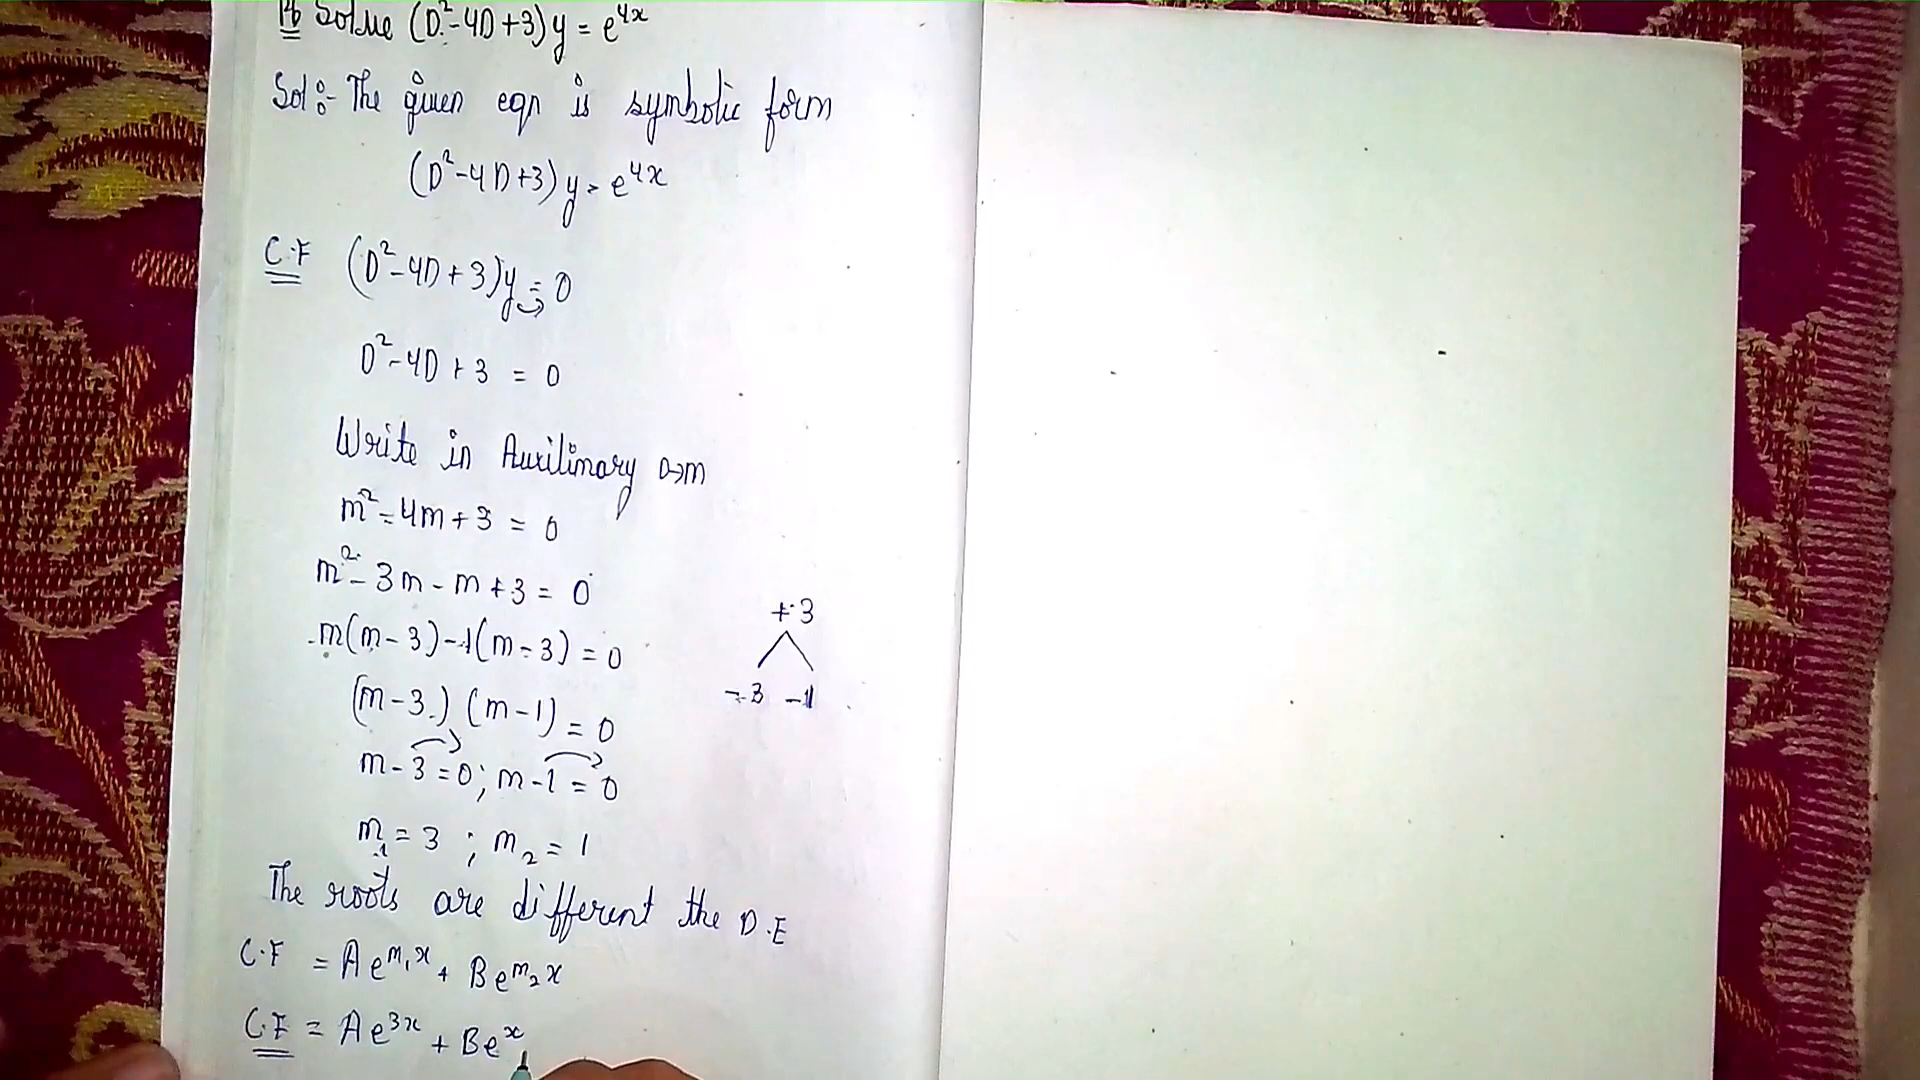 Solve (D²-4D+3)y = e^4x
Sol:- The given eqn is symbolic form
(D²-4D+3)y = e^4x
C.F (D²-4D+3)y = 0
D²-4D+3 = 0
Write in Auxilimary D→m
m²-4m+3 = 0
m²-3m-m+3 = 0
m(m-3)-1(m-3) = 0
+3
-3 -1
(m-3)(m-1) = 0
m-3=0; m-1=0
m₁ = 3 ; m₂ = 1
The roots are different the D.E
C.F = Ae^m₁x + Be^m₂x
C.F = Ae^3x + Be^x